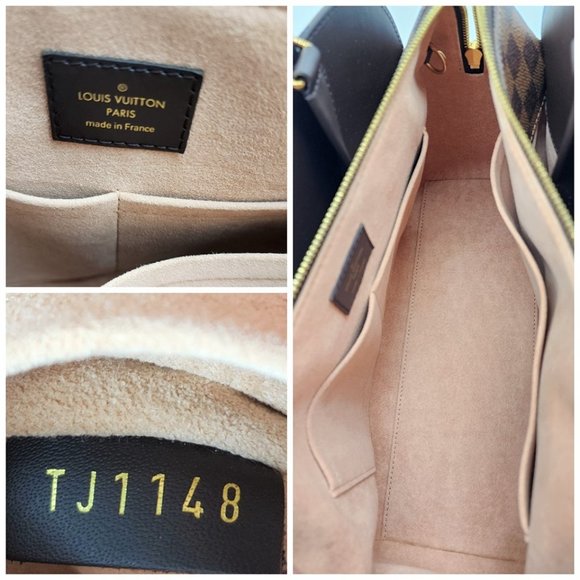 ®
LOUIS VUITTON
PARIS
made in France
TJ1148